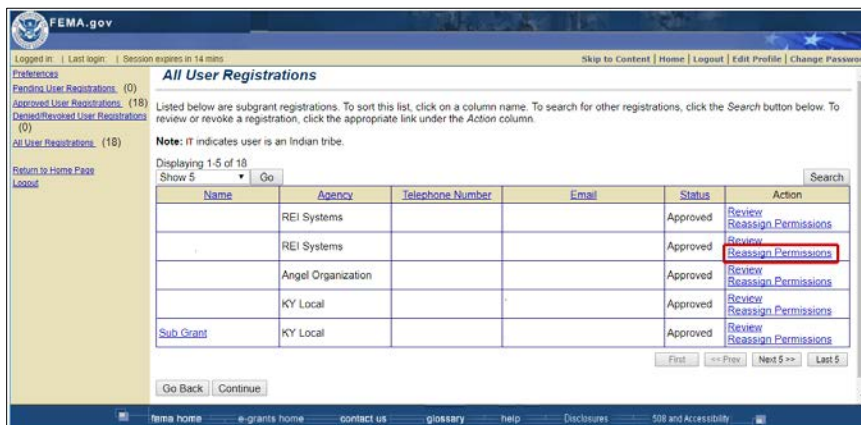 FEMA.gov
Logged in: | Last login: | Session expires in 14 mins
Skip to Content | Home | Logout | Edit Profile | Change Passwo
Preferences
Pending User Registrations (0)
Approved User Registrations (18)
Denied/Revoked User Registrations
(0)
All User Registrations (18)
Return to Home Page
Logout
All User Registrations
Listed below are subgrant registrations. To sort this list, click on a column name. To search for other registrations, click the Search button below. To
review or revoke a registration, click the appropriate link under the Action column.
Note: IT indicates user is an Indian tribe.
Displaying 1-5 of 18
Show 5 Go Search
Name Agency Telephone Number Email Status Action
REI Systems Approved Review
Reassign Permissions
REI Systems Approved Review
Reassign Permissions
Angel Organization Approved Review
Reassign Permissions
KY Local Approved Review
Reassign Permissions
Sub Grant KY Local Approved Review
Reassign Permissions
First << Prev Next 5 >> Last 5
Go Back Continue
fema home e-grants home contact us glossary help Disclosures 508 and Accessibility